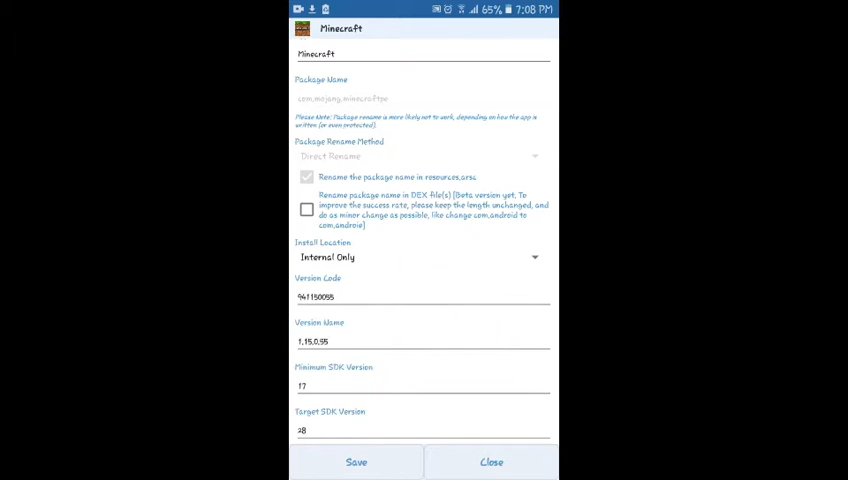 65% 7:08 PM
Minecraft
Minecraft
Package Name
com.mojang.minecraftpe
Please Note: Package rename is more likely not to work, depending on how the app is
written (or even protected).
Package Rename Method
Direct Rename
Rename the package name in resources.arsc
Rename package name in DEX file(s) (Beta version yet. To
improve the success rate, please keep the length unchanged, and
do as minor change as possible, like change com.android to
com.androie)
Install Location
Internal Only
Version Code
941150055
Version Name
1.15.0.55
Minimum SDK Version
17
Target SDK Version
28
Save Close